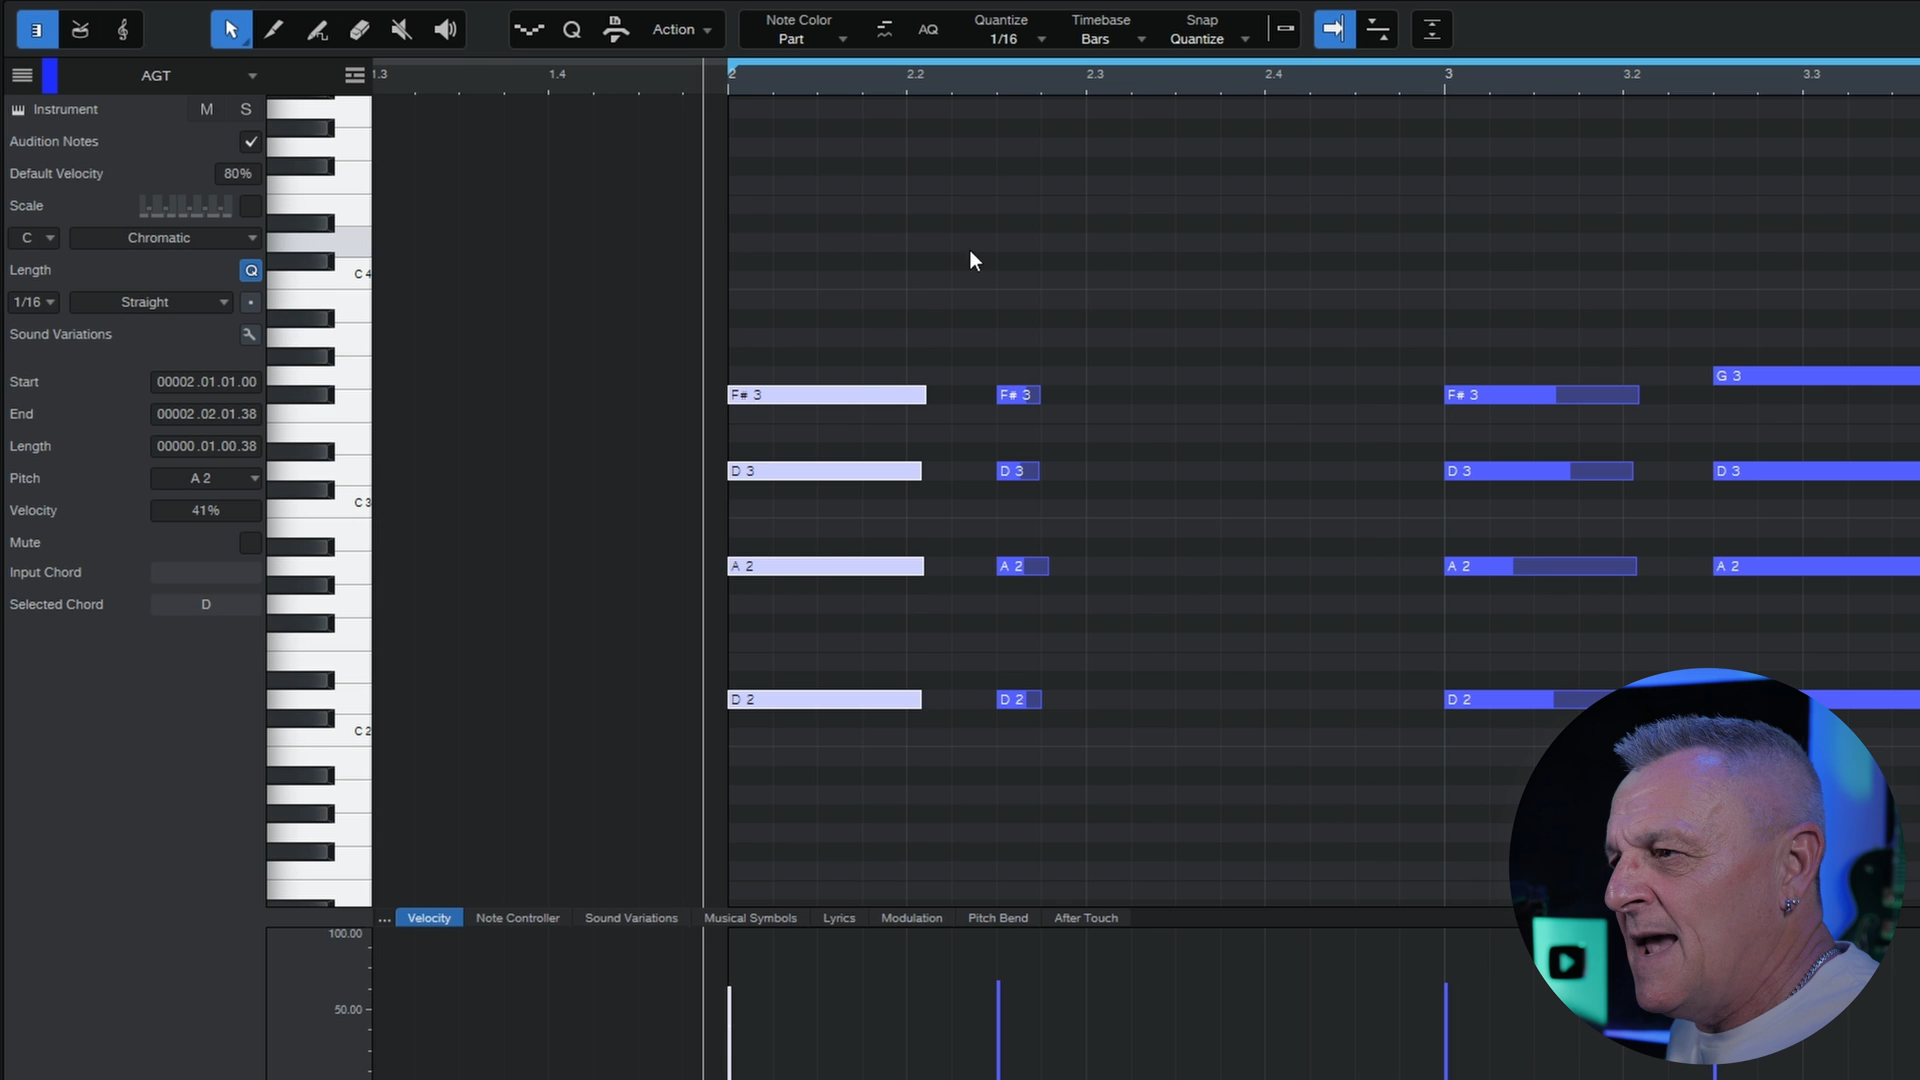 Action
Note Color
Part
AQ
Quantize
1/16
Timebase
Bars
Snap
Quantize
AGT
1.3
1.4
2
2.2
2.3
2.4
3
3.2
3.3
Instrument
M
S
Audition Notes
Default Velocity
80%
Scale
C
Chromatic
Length
Q
1/16
Straight
Sound Variations
Start
00002.01.01.00
End
00002.02.01.38
Length
00000.01.00.38
Pitch
A 2
Velocity
41%
Mute
Input Chord
Selected Chord
D
C 4
C 3
C 2
F# 3
F# 3
F# 3
G 3
D 3
D 3
D 3
D 3
A 2
A 2
A 2
A 2
D 2
D 2
D 2
...
Velocity
Note Controller
Sound Variations
Musical Symbols
Lyrics
Modulation
Pitch Bend
After Touch
100.00
50.00